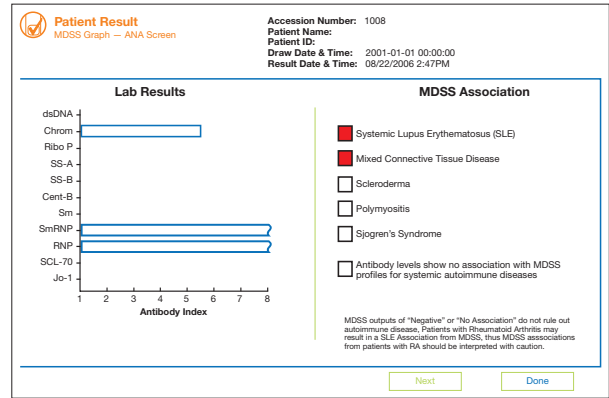 Patient Result
MDSS Graph — ANA Screen
Accession Number: 1008
Patient Name:
Patient ID:
Draw Date & Time: 2001-01-01 00:00:00
Result Date & Time: 08/22/2006 2:47PM
Lab Results
dsDNA
Chrom
Ribo P
SS-A
SS-B
Cent-B
Sm
SmRNP
RNP
SCL-70
Jo-1
1 2 3 4 5 6 7 8
Antibody Index
MDSS Association
Systemic Lupus Erythematosus (SLE)
Mixed Connective Tissue Disease
Scleroderma
Polymyositis
Sjogren's Syndrome
Antibody levels show no association with MDSS
profiles for systemic autoimmune diseases
MDSS outputs of "Negative" or "No Association" do not rule out
autoimmune disease, Patients with Rheumatoid Arthritis may
result in a SLE Association from MDSS, thus MDSS asssociations
from patients with RA should be interpreted with caution.
Next
Done